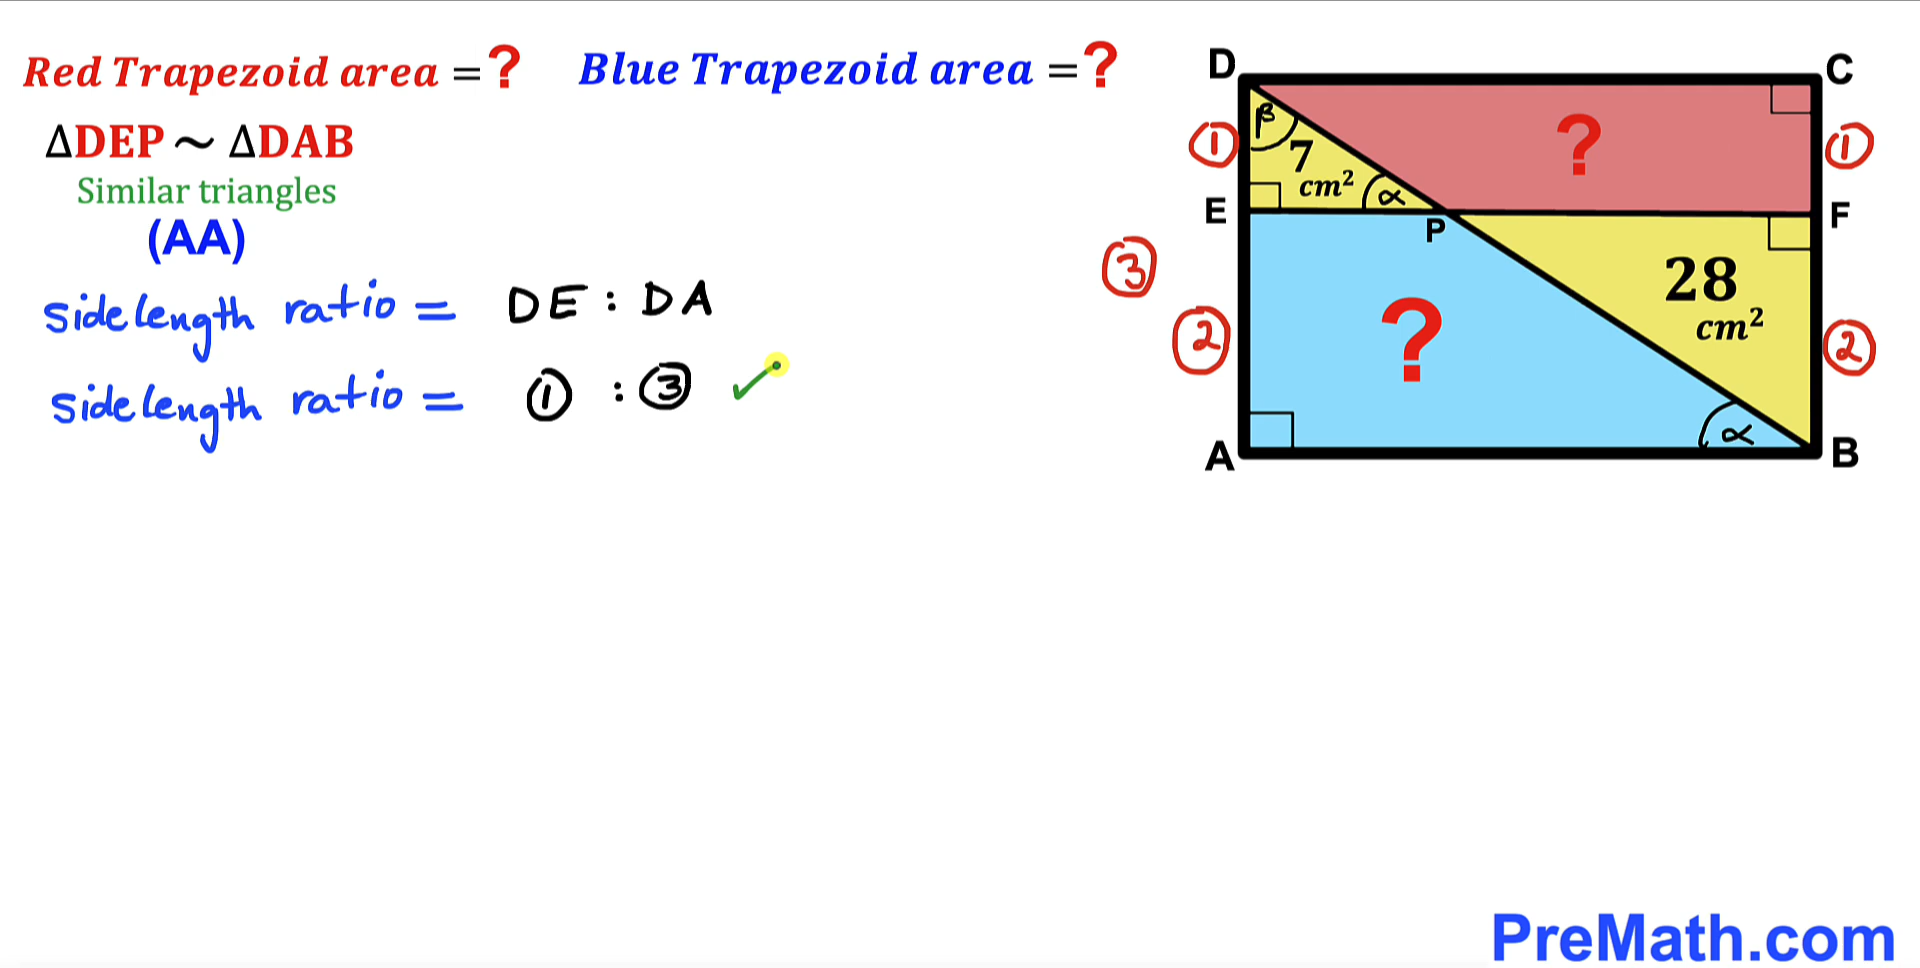 Red Trapezoid area = ?
Blue Trapezoid area = ?
ΔDEP ~ ΔDAB
Similar triangles
(AA)
side length ratio = DE : DA
side length ratio = ① : ③
D
C
β
①
7
cm²
α
?
①
E
P
F
③
②
?
28
cm²
②
α
A
B
PreMath.com